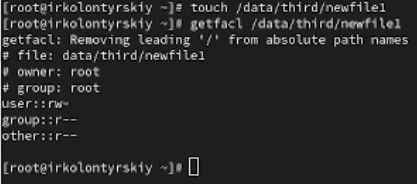 [root@irkolontyrskiy ~]# touch /data/third/newfile1
[root@irkolontyrskiy ~]# getfacl /data/third/newfile1
getfacl: Removing leading '/' from absolute path names
# file: data/third/newfile1
# owner: root
# group: root
user::rw-
group::r--
other::r--
[root@irkolontyrskiy ~]#